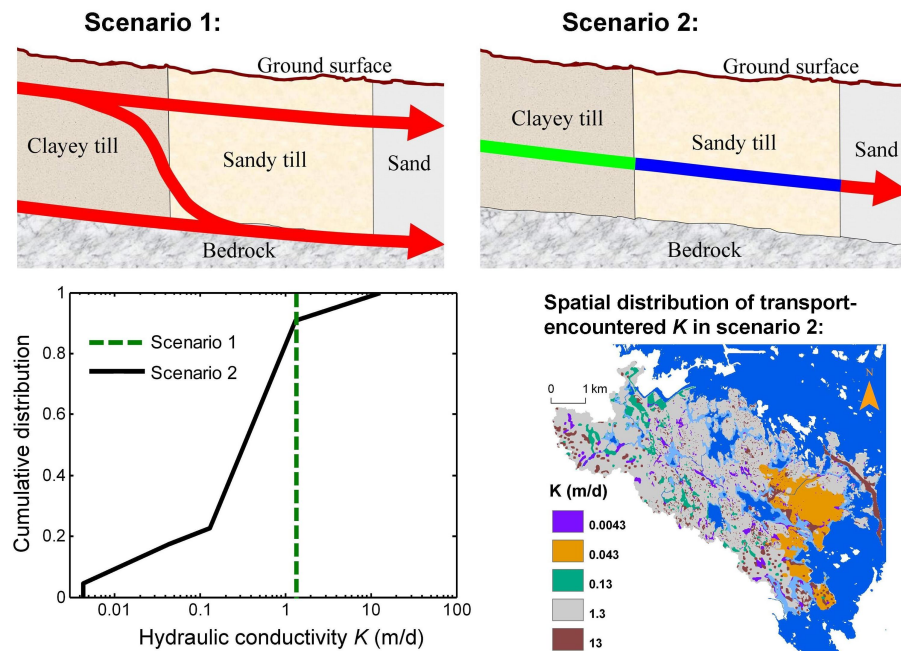 Scenario 1:
Ground surface
Clayey till
Sandy till
Sand
Bedrock
Scenario 2:
Ground surface
Clayey till
Sandy till
Sand
Bedrock
Cumulative distribution
1
0.8
0.6
0.4
0.2
0
Scenario 1
Scenario 2
0.01
0.1
1
10
100
Hydraulic conductivity K (m/d)
Spatial distribution of transport-
encountered K in scenario 2:
0 1 km
N
K (m/d)
0.0043
0.043
0.13
1.3
13